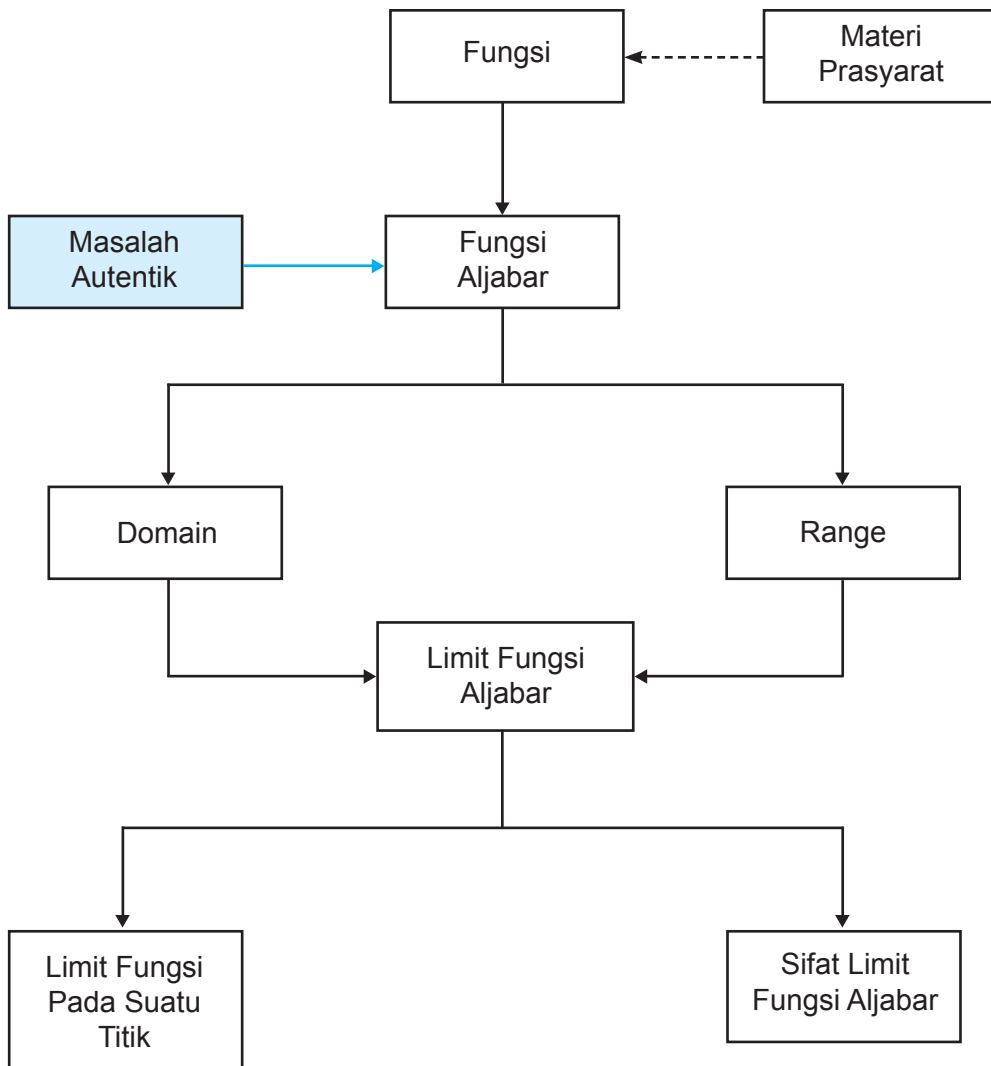 Fungsi
Materi
Prasyarat
Masalah
Autentik
Fungsi
Aljabar
Domain
Range
Limit Fungsi
Aljabar
Limit Fungsi
Pada Suatu
Titik
Sifat Limit
Fungsi Aljabar